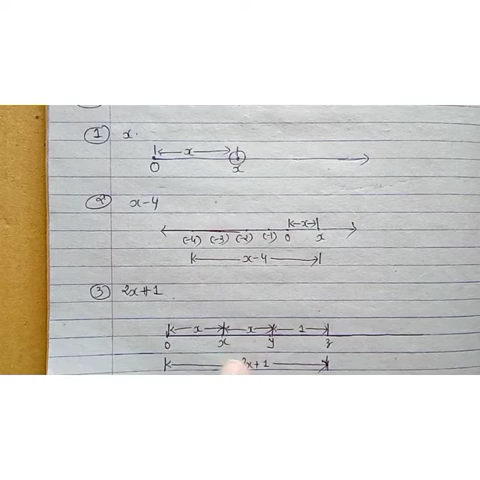 ① x.
x
0 x
② x-4
x
(-4) (-3) (-2) (-1) 0 x
x-4
③ 2x+1
x x 1
0 x y z
2x+1